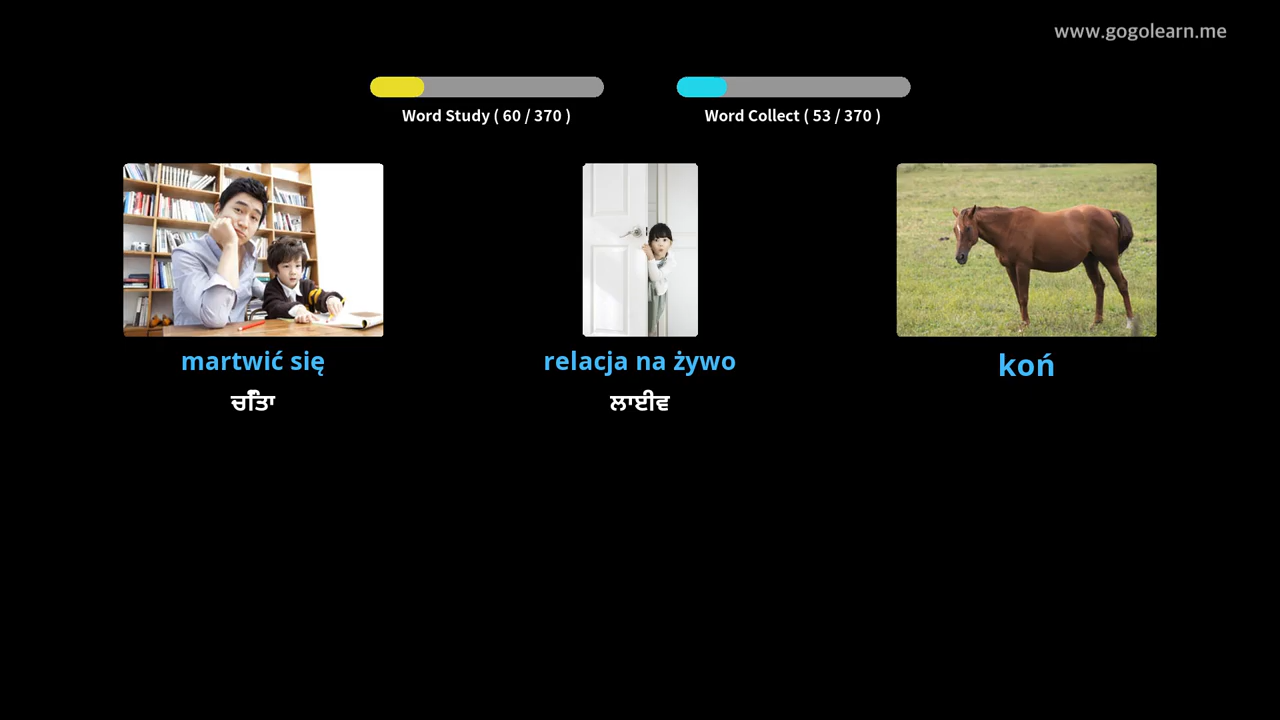 www.gogolearn.me
Word Study ( 60 / 370 )
Word Collect ( 53 / 370 )
martwić się
relacja na żywo
koń
ਚਿੰਤਾ
ਲਾਈਵ